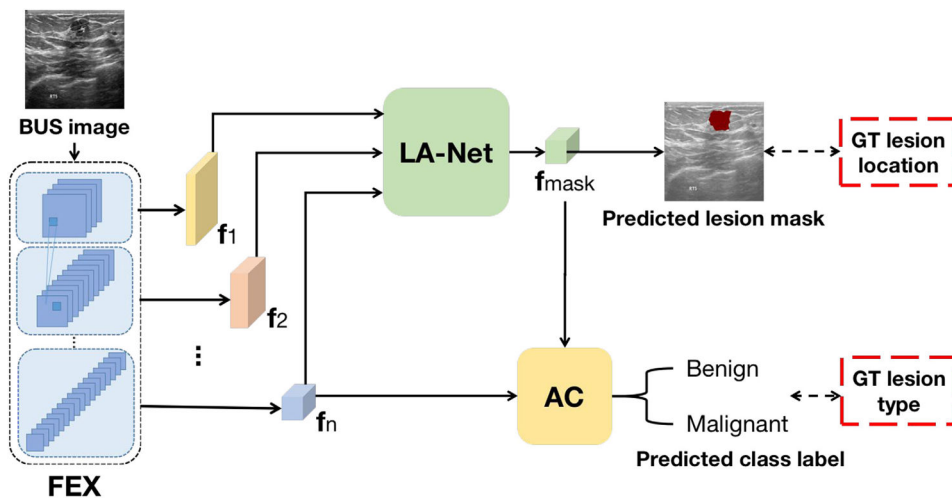 BUS image
FEX
f1
f2
fn
LA-Net
fmask
Predicted lesion mask
GT lesion
location
AC
Benign
Malignant
Predicted class label
GT lesion
type